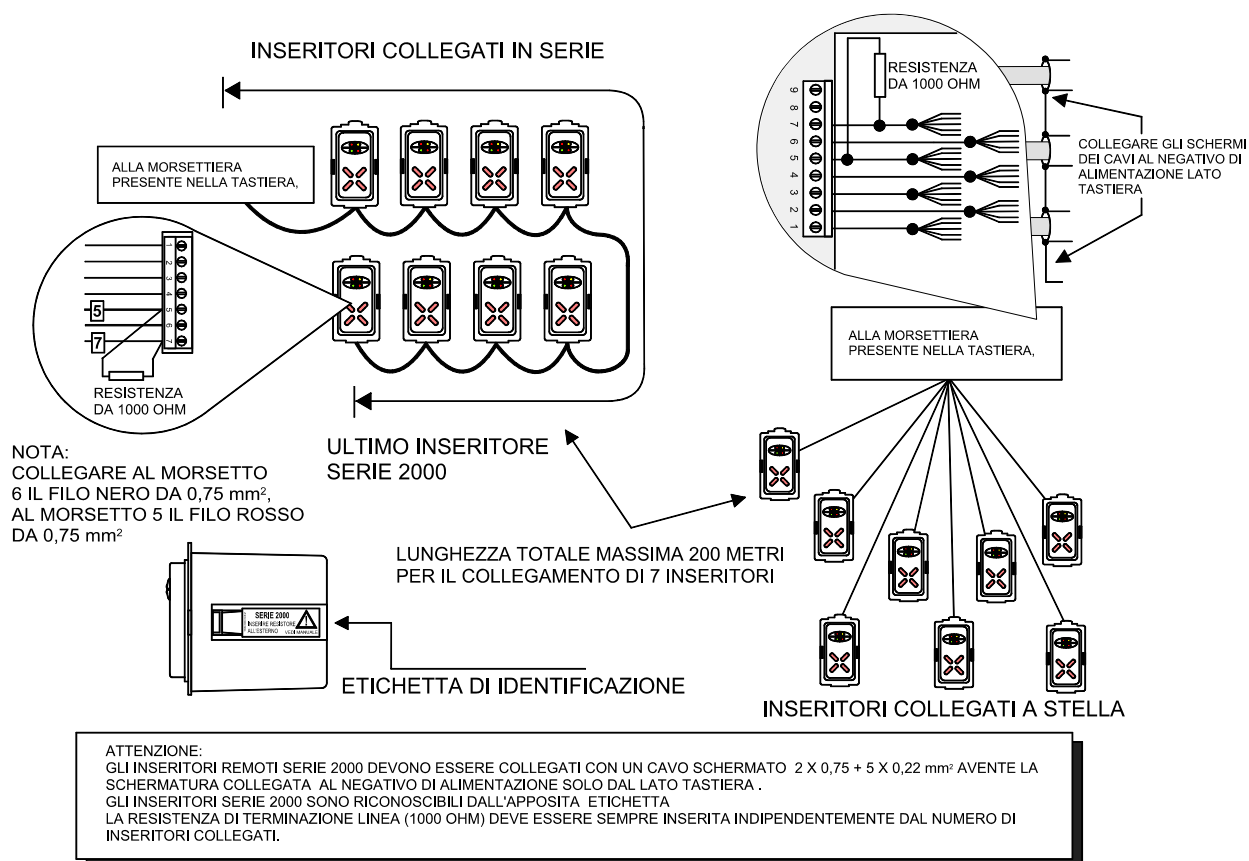 INSERITORI COLLEGATI IN SERIE
ALLA MORSETTIERA
PRESENTE NELLA TASTIERA,
1
2
3
4
5
6
7
5
7
RESISTENZA
DA 1000 OHM
NOTA:
COLLEGARE AL MORSETTO
6 IL FILO NERO DA 0,75 mm²,
AL MORSETTO 5 IL FILO ROSSO
DA 0,75 mm²
ULTIMO INSERITORE
SERIE 2000
LUNGHEZZA TOTALE MASSIMA 200 METRI
PER IL COLLEGAMENTO DI 7 INSERITORI
SERIE 2000
INSERIRE RESISTORE
ALL'ESTERNO VEDI MANUALE
ETICHETTA DI IDENTIFICAZIONE
RESISTENZA
DA 1000 OHM
9
8
7
6
5
4
3
2
1
COLLEGARE GLI SCHERMI
DEI CAVI AL NEGATIVO DI
ALIMENTAZIONE LATO
TASTIERA
ALLA MORSETTIERA
PRESENTE NELLA TASTIERA,
INSERITORI COLLEGATI A STELLA
ATTENZIONE:
GLI INSERITORI REMOTI SERIE 2000 DEVONO ESSERE COLLEGATI CON UN CAVO SCHERMATO 2 X 0,75 + 5 X 0,22 mm² AVENTE LA
SCHERMATURA COLLEGATA AL NEGATIVO DI ALIMENTAZIONE SOLO DAL LATO TASTIERA .
GLI INSERITORI SERIE 2000 SONO RICONOSCIBILI DALL'APPOSITA ETICHETTA
LA RESISTENZA DI TERMINAZIONE LINEA (1000 OHM) DEVE ESSERE SEMPRE INSERITA INDIPENDENTEMENTE DAL NUMERO DI
INSERITORI COLLEGATI.